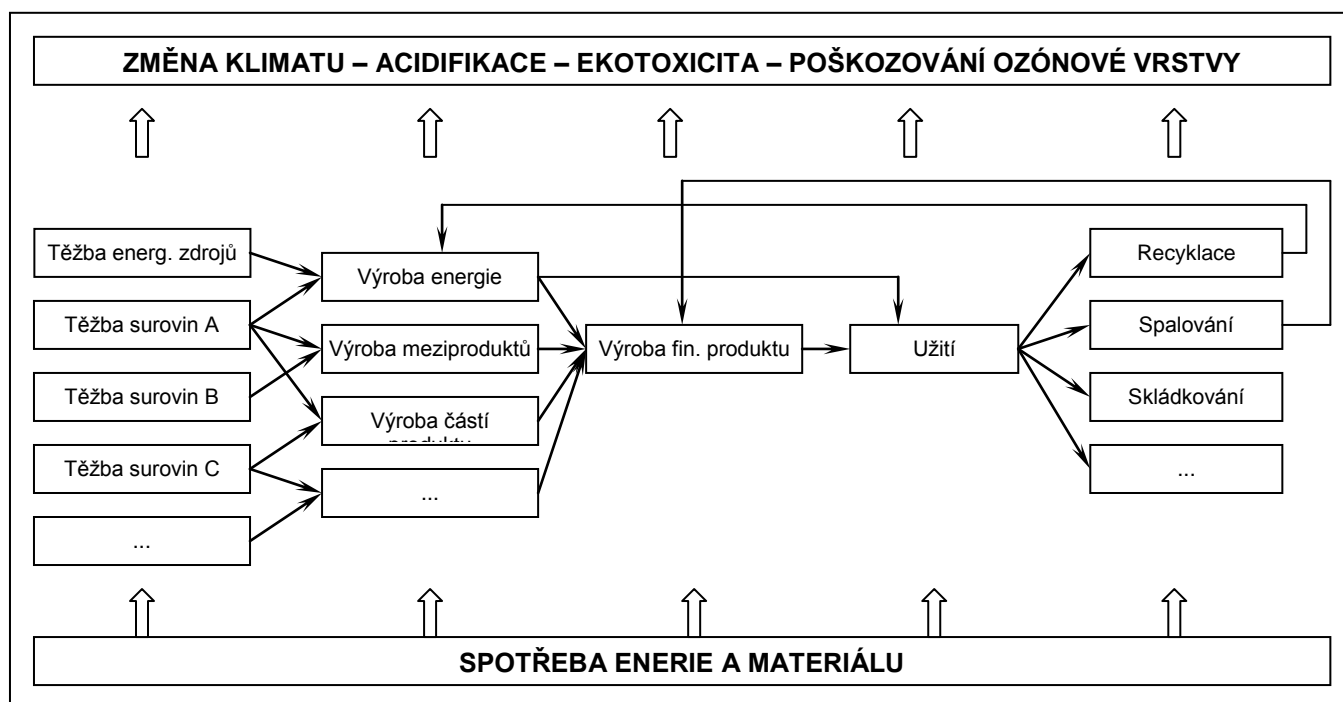 ZMĚNA KLIMATU – ACIDIFIKACE – EKOTOXICITA – POŠKOZOVÁNÍ OZÓNOVÉ VRSTVY
Těžba energ. zdrojů
Těžba surovin A
Těžba surovin B
Těžba surovin C
...
Výroba energie
Výroba meziproduktů
Výroba částí
produktu
...
Výroba fin. produktu
Užití
Recyklace
Spalování
Skládkování
...
SPOTŘEBA ENERIE A MATERIÁLU